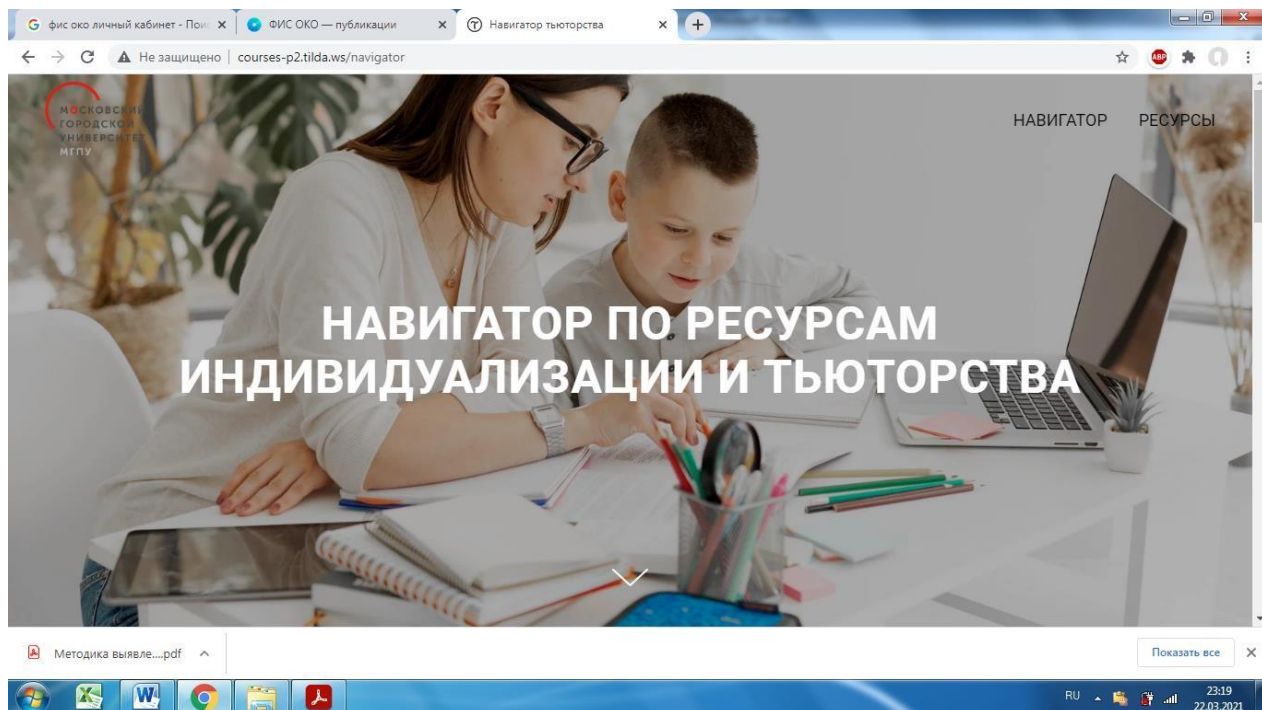 фис око личный кабинет - Поис
ФИС ОКО — публикации
Навигатор тьюторства
Не защищено | courses-p2.tilda.ws/navigator
ABP
МОСКОВСКИЙ
ГОРОДСКОЙ
УНИВЕРСИТЕТ
МГПУ
НАВИГАТОР РЕСУРСЫ
НАВИГАТОР ПО РЕСУРСАМ
ИНДИВИДУАЛИЗАЦИИ И ТЬЮТОРСТВА
Методика выявле....pdf
Показать все
RU
23:19
22.03.2021